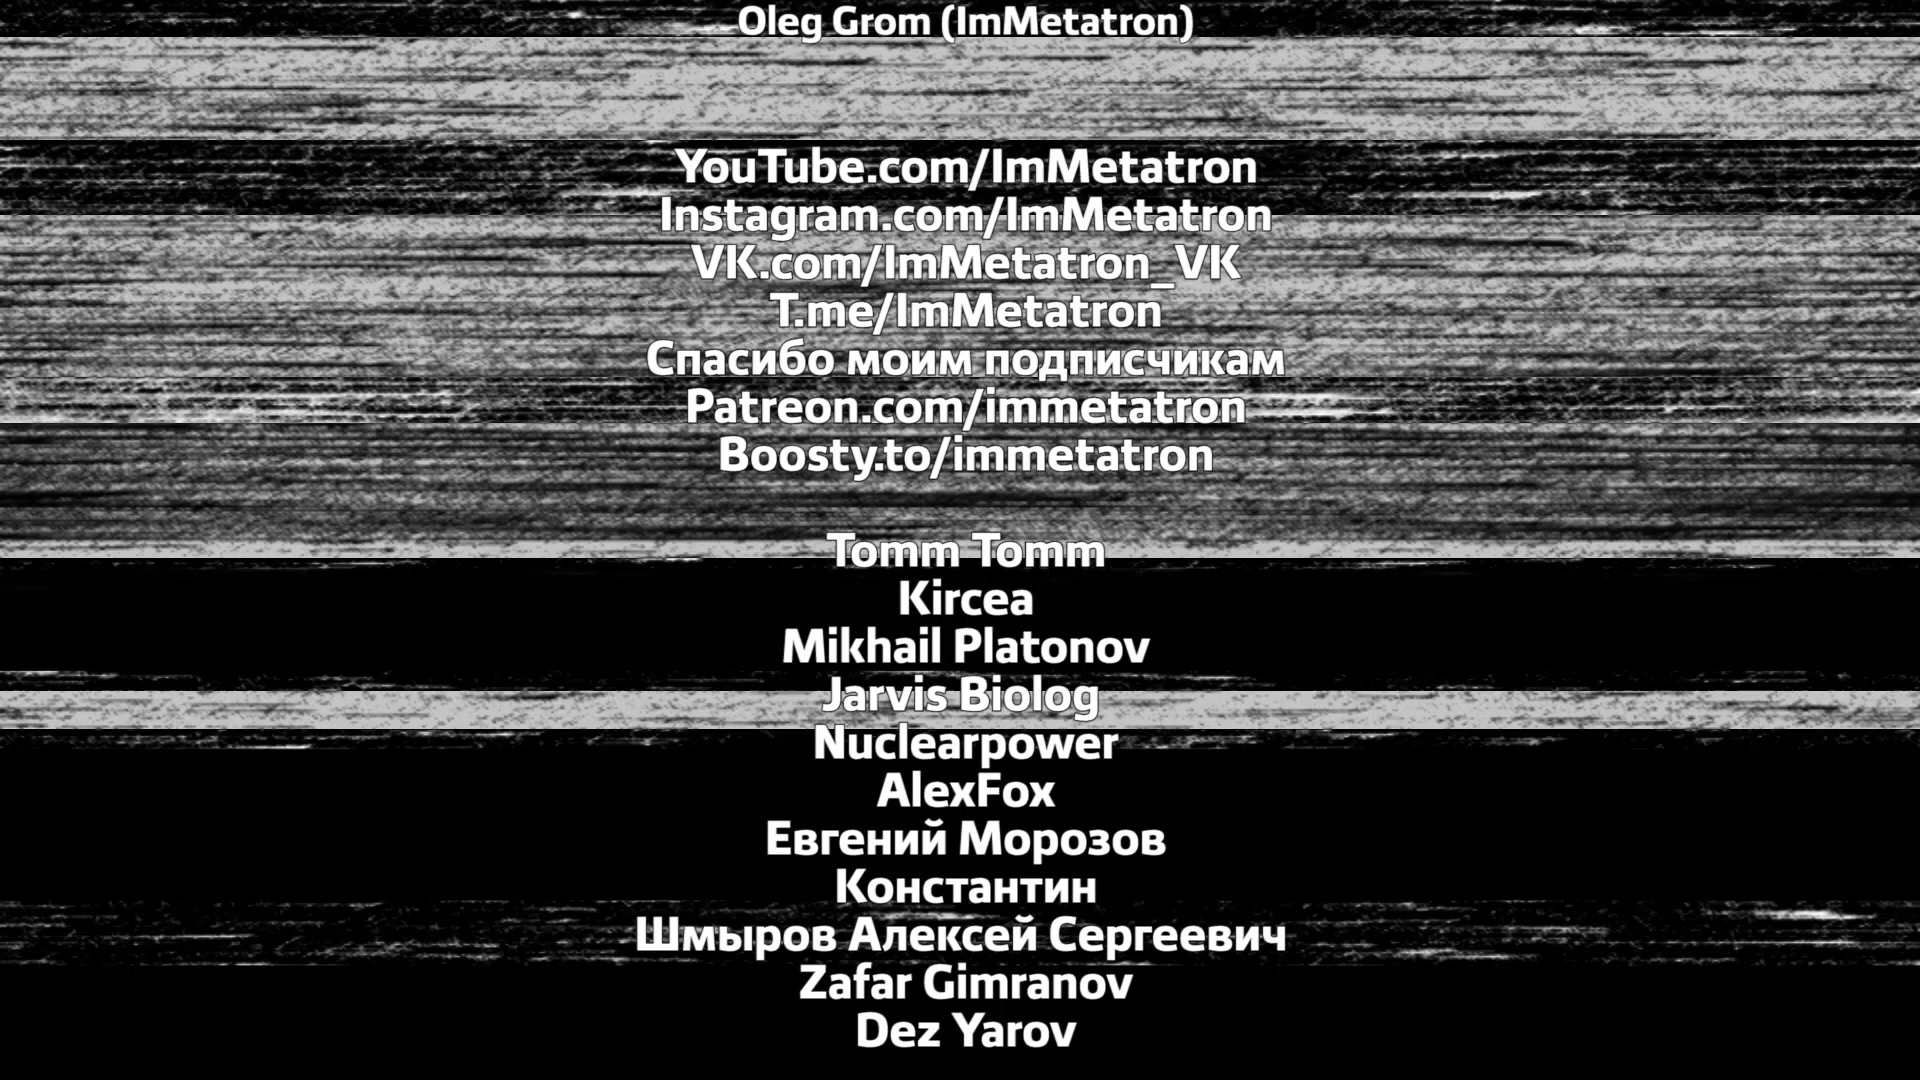 Oleg Grom (ImMetatron)
YouTube.com/ImMetatron
Instagram.com/ImMetatron
VK.com/ImMetatron_VK
T.me/ImMetatron
Спасибо моим подписчикам
Patreon.com/immetatron
Boosty.to/immetatron
Tomm Tomm
Kircea
Mikhail Platonov
Jarvis Biolog
Nuclearpower
AlexFox
Евгений Морозов
Константин
Шмыров Алексей Сергеевич
Zafar Gimranov
Dez Yarov